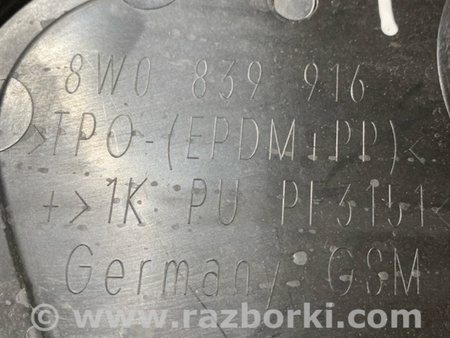 8W0 839 916
>TPO-(EPDM+PP)<
+>1K PU PF3151<
Germany GSM
www.razborki.com